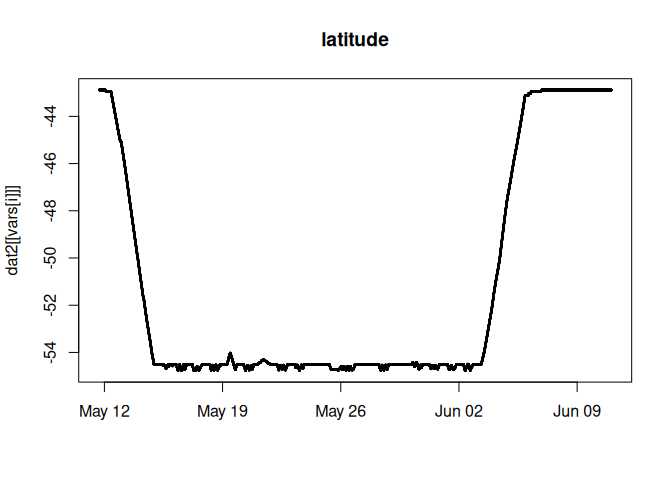 latitude
dat2[[vars[i]]]
-44
-46
-48
-50
-52
-54
May 12
May 19
May 26
Jun 02
Jun 09